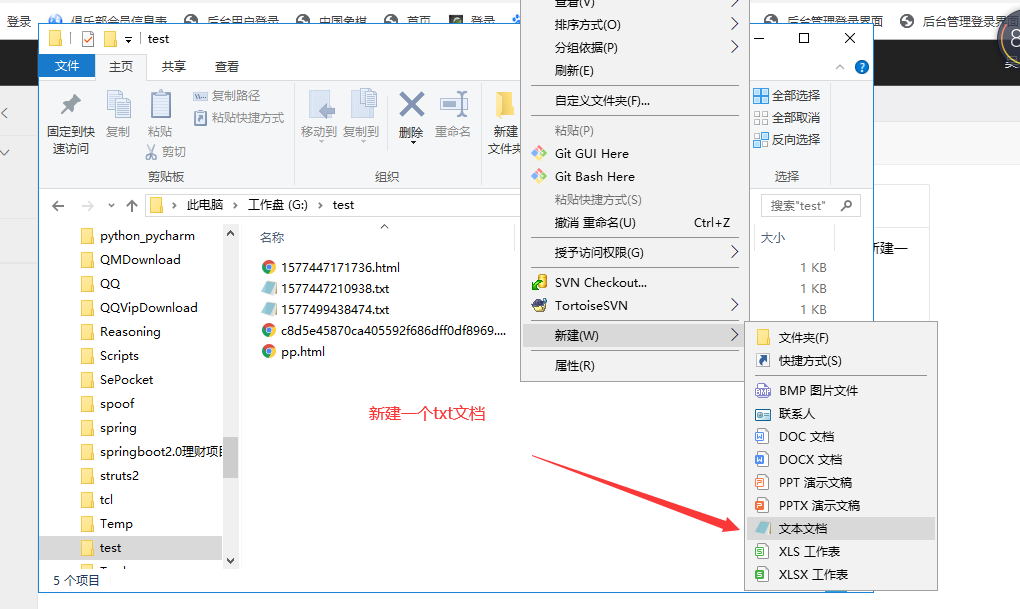 登录
俱乐部会员信息表
后台用户登录
中国象棋
首页
登录
后台管理登录界面
后台管理登录界面
test
文件
主页
共享
查看
固定到快
速访问
复制
粘贴
复制路径
粘贴快捷方式
剪切
剪贴板
移动到
复制到
删除
重命名
组织
新建
文件夹
全部选择
全部取消
反向选择
选择
此电脑
工作盘 (G:)
test
搜索"test"
python_pycharm
QMDownload
QQ
QQVipDownload
Reasoning
Scripts
SePocket
spoof
spring
springboot2.0理财项目
struts2
tcl
Temp
test
5 个项目
名称
大小
1577447171736.html
1 KB
1577447210938.txt
1 KB
1577499438474.txt
1 KB
c8d5e45870ca405592f686dff0df8969....
pp.html
新建一个txt文档
查看(V)
排序方式(O)
分组依据(P)
刷新(E)
自定义文件夹(F)...
粘贴(P)
Git GUI Here
Git Bash Here
粘贴快捷方式(S)
撤消 重命名(U) Ctrl+Z
授予访问权限(G)
SVN Checkout...
TortoiseSVN
新建(W)
属性(R)
文件夹(F)
快捷方式(S)
BMP 图片文件
联系人
DOC 文档
DOCX 文档
PPT 演示文稿
PPTX 演示文稿
文本文档
XLS 工作表
XLSX 工作表
新建一